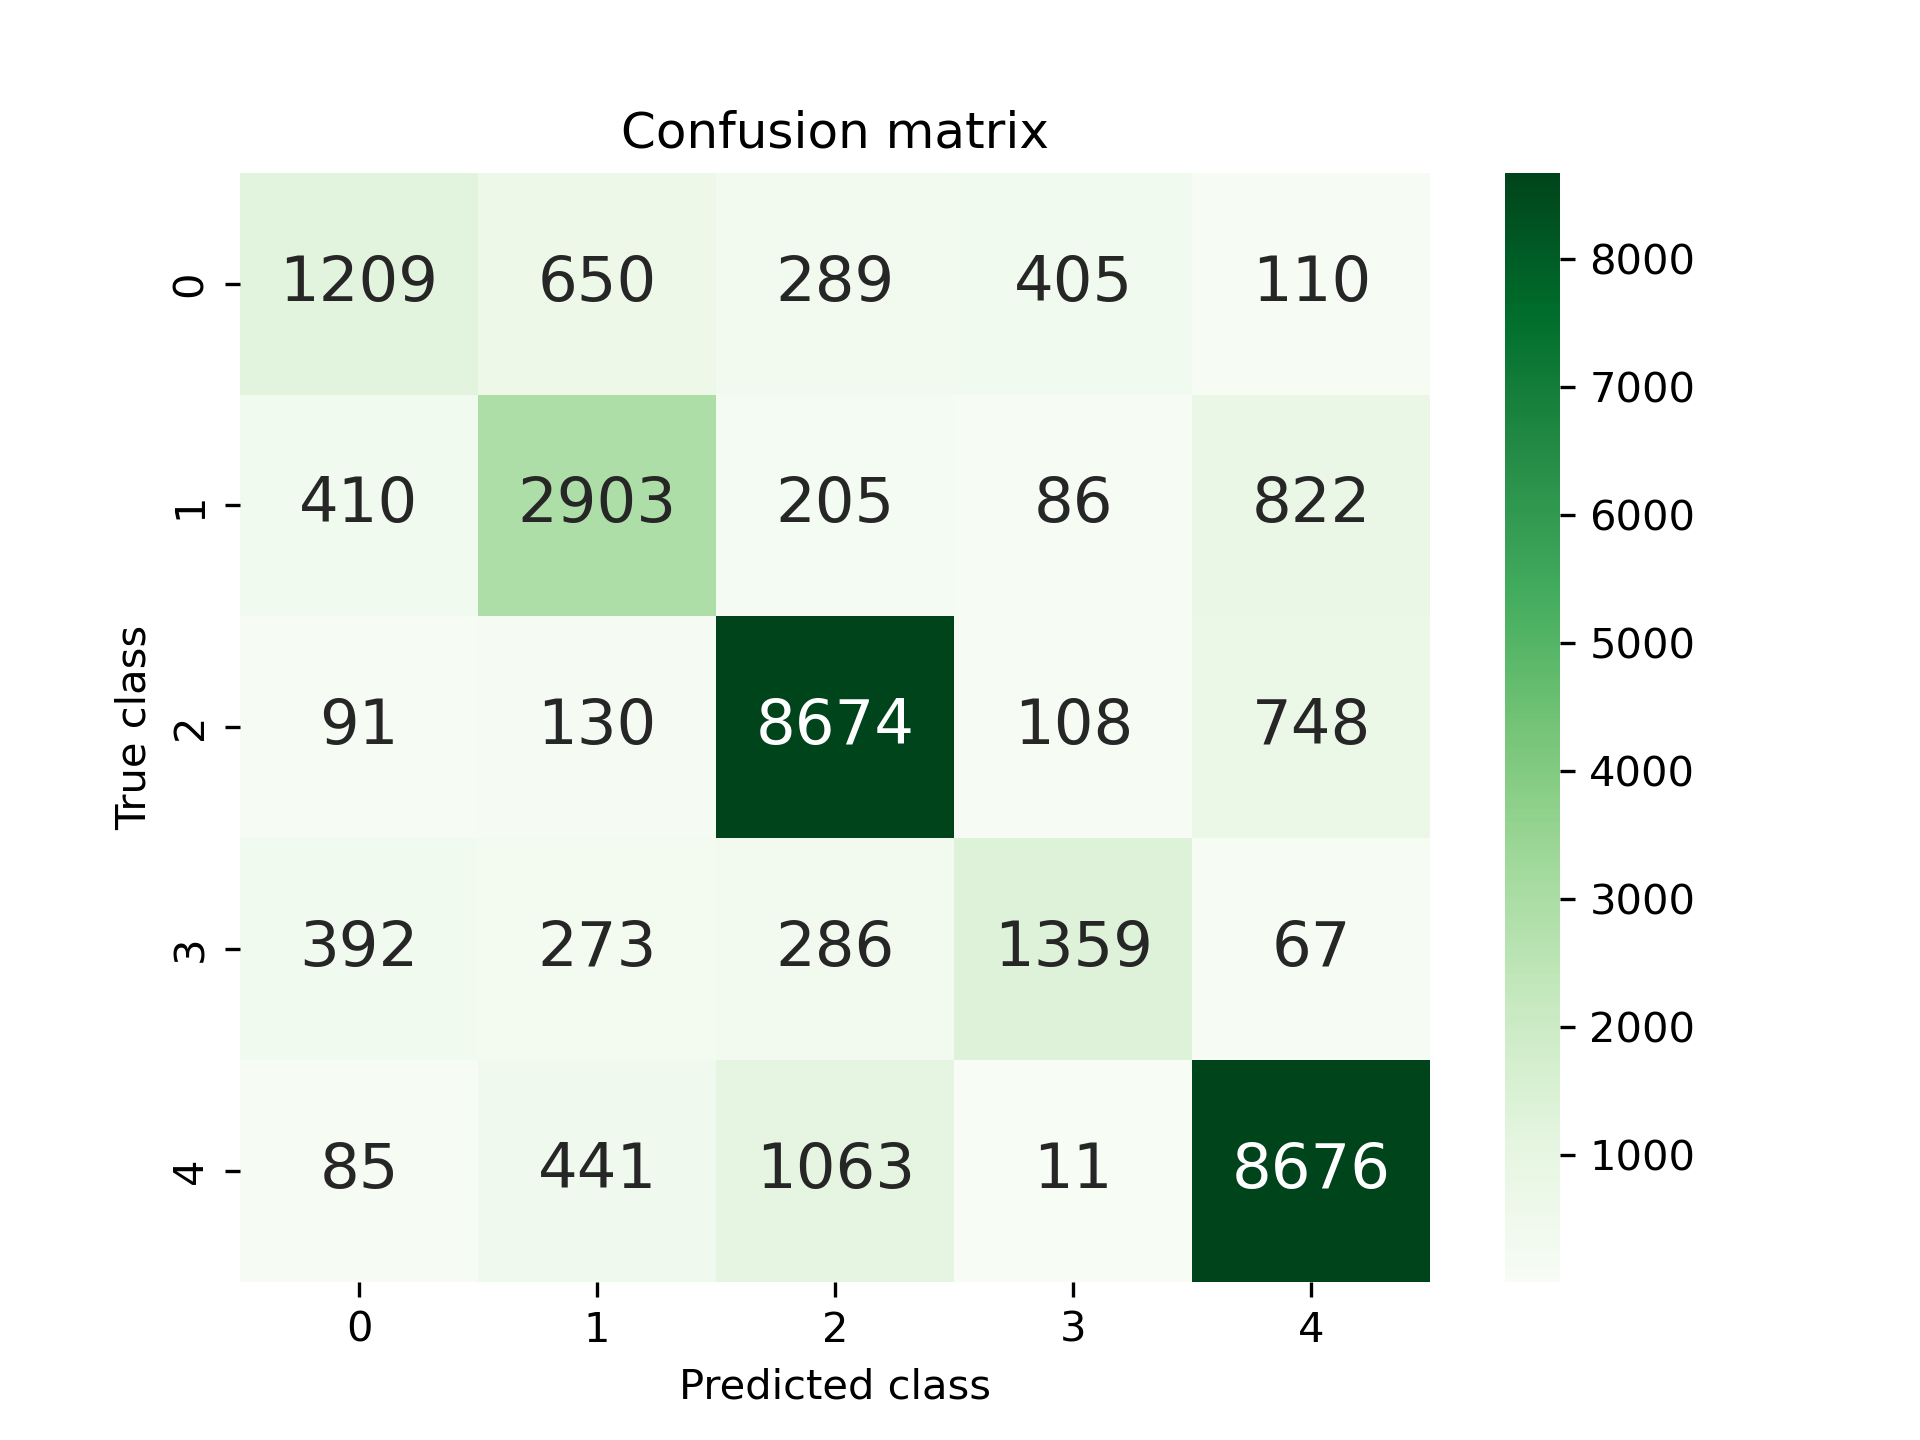 Confusion matrix
0 1209 650 289 405 110
1 410 2903 205 86 822
2 91 130 8674 108 748
3 392 273 286 1359 67
4 85 441 1063 11 8676
0 1 2 3 4
Predicted class
True class
8000
7000
6000
5000
4000
3000
2000
1000